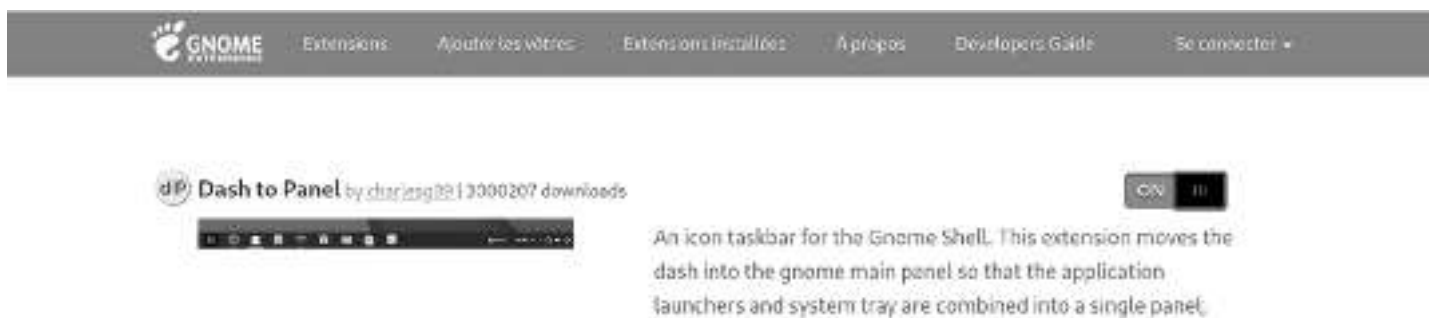 GNOME EXTENSIONS Extensions Ajouter les vôtres Extensions installées À propos Developers Guide Se connecter
dP Dash to Panel by charlesg99 | 3000207 downloads ON
An icon taskbar for the Gnome Shell. This extension moves the
dash into the gnome main panel so that the application
launchers and system tray are combined into a single panel,